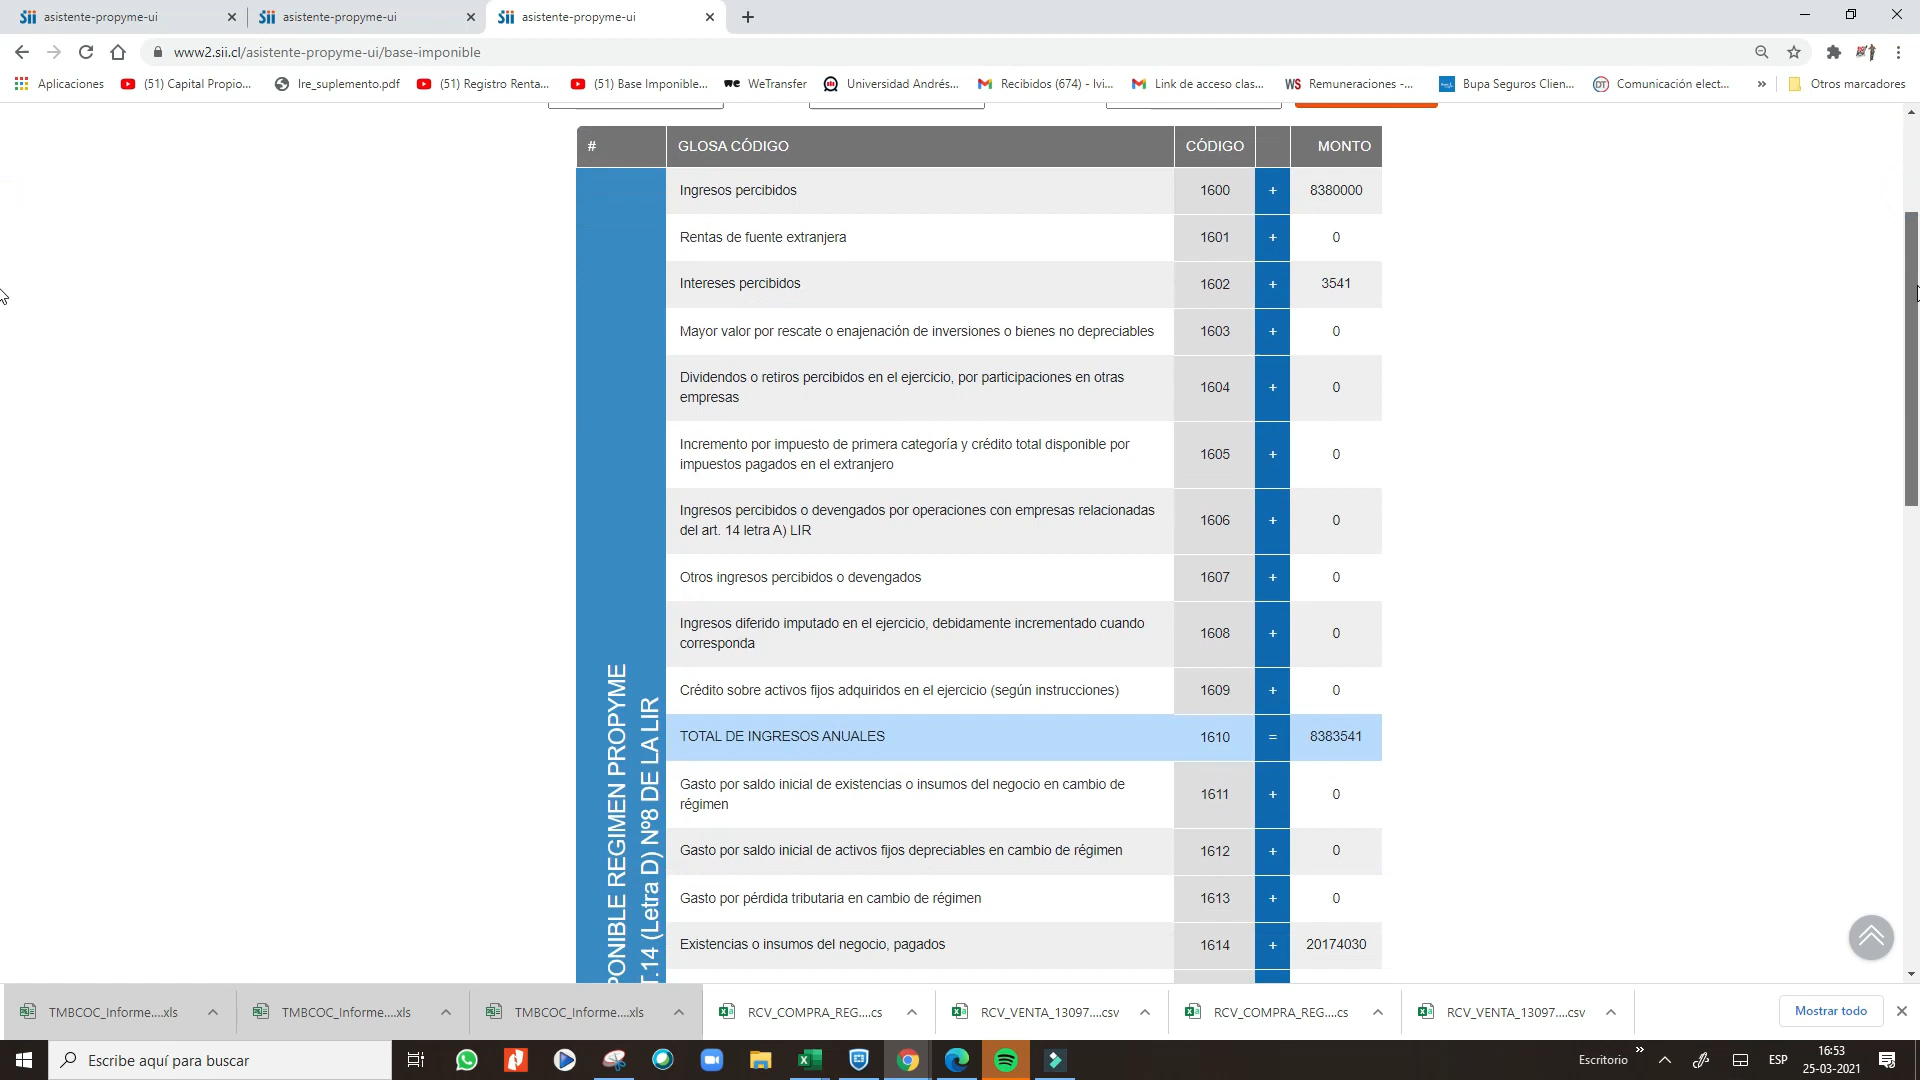 asistente-propyme-ui
asistente-propyme-ui
asistente-propyme-ui
www2.sii.cl/asistente-propyme-ui/base-imponible
Aplicaciones
(51) Capital Propio...
Ire_suplemento.pdf
(51) Registro Renta...
(51) Base Imponible...
WeTransfer
Universidad Andrés...
Recibidos (674) - Ivi...
Link de acceso clas...
WS Remuneraciones -...
Bupa Seguros Clien...
DT Comunicación elect...
»
Otros marcadores
# GLOSA CÓDIGO CÓDIGO MONTO
Ingresos percibidos 1600 + 8380000
Rentas de fuente extranjera 1601 + 0
Intereses percibidos 1602 + 3541
Mayor valor por rescate o enajenación de inversiones o bienes no depreciables 1603 + 0
Dividendos o retiros percibidos en el ejercicio, por participaciones en otras
empresas
1604 + 0
Incremento por impuesto de primera categoría y crédito total disponible por
impuestos pagados en el extranjero
1605 + 0
Ingresos percibidos o devengados por operaciones con empresas relacionadas
del art. 14 letra A) LIR
1606 + 0
Otros ingresos percibidos o devengados 1607 + 0
Ingresos diferido imputado en el ejercicio, debidamente incrementado cuando
corresponda
1608 + 0
Crédito sobre activos fijos adquiridos en el ejercicio (según instrucciones) 1609 + 0
TOTAL DE INGRESOS ANUALES 1610 = 8383541
Gasto por saldo inicial de existencias o insumos del negocio en cambio de
régimen
1611 + 0
Gasto por saldo inicial de activos fijos depreciables en cambio de régimen 1612 + 0
Gasto por pérdida tributaria en cambio de régimen 1613 + 0
Existencias o insumos del negocio, pagados 1614 + 20174030
PONIBLE REGIMEN PROPYME
T.14 (Letra D) Nº8 DE LA LIR
TMBCOC_Informe....xls
TMBCOC_Informe....xls
TMBCOC_Informe....xls
RCV_COMPRA_REG....cs
RCV_VENTA_13097....csv
RCV_COMPRA_REG....cs
RCV_VENTA_13097....csv
Mostrar todo
Escribe aquí para buscar
Escritorio
»
ESP
16:53
25-03-2021